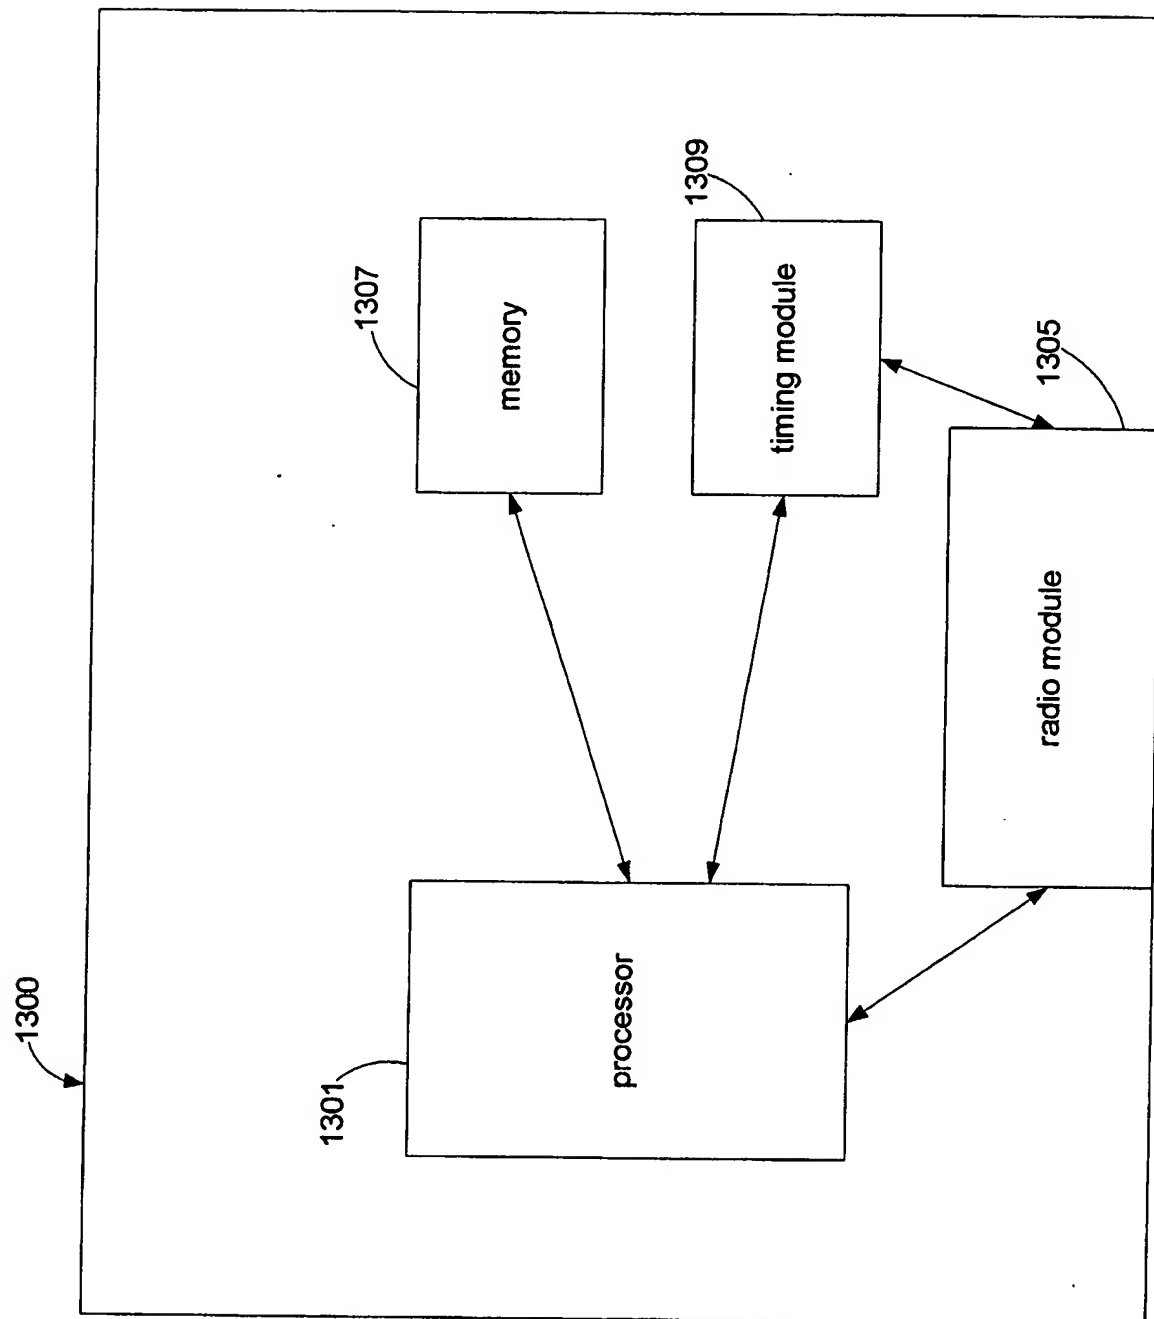 1300
1301
1307
memory
processor
1309
timing module
radio module
1305